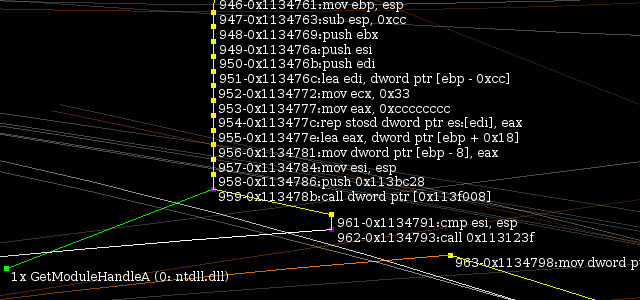 946-0x1134761:mov ebp, esp
947-0x1134763:sub esp, 0xcc
948-0x1134769:push ebx
949-0x113476a:push esi
950-0x113476b:push edi
951-0x113476c:lea edi, dword ptr [ebp - 0xcc]
952-0x1134772:mov ecx, 0x33
953-0x1134777:mov eax, 0xcccccccc
954-0x113477c:rep stosd dword ptr es:[edi], eax
955-0x113477e:lea eax, dword ptr [ebp + 0x18]
956-0x1134781:mov dword ptr [ebp - 8], eax
957-0x1134784:mov esi, esp
958-0x1134786:push 0x113bc28
959-0x113478b:call dword ptr [0x113f008]
961-0x1134791:cmp esi, esp
962-0x1134793:call 0x113123f
963-0x1134798:mov dword p
1x GetModuleHandleA (0: ntdll.dll)